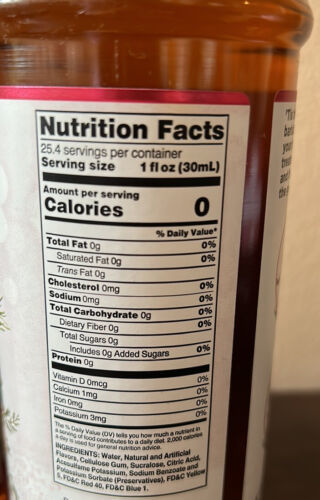 Nutrition Facts
25.4 servings per container
Serving size 1 fl oz (30mL)
Amount per serving
Calories 0
% Daily Value*
Total Fat 0g 0%
Saturated Fat 0g 0%
Trans Fat 0g
Cholesterol 0mg 0%
Sodium 0mg 0%
Total Carbohydrate 0g 0%
Dietary Fiber 0g 0%
Total Sugars 0g
Includes 0g Added Sugars 0%
Protein 0g
Vitamin D 0mcg 0%
Calcium 1mg 0%
Iron 0mg 0%
Potassium 3mg 0%
*The % Daily Value (DV) tells you how much a nutrient in
a serving of food contributes to a daily diet. 2,000 calories
a day is used for general nutrition advice.
INGREDIENTS: Water, Natural and Artificial
Flavors, Cellulose Gum, Sucralose, Citric Acid,
Acesulfame Potassium, Sodium Benzoate and
Potassium Sorbate (Preservatives), FD&C Yellow
5, FD&C Red 40, FD&C Blue 1.
"Tis